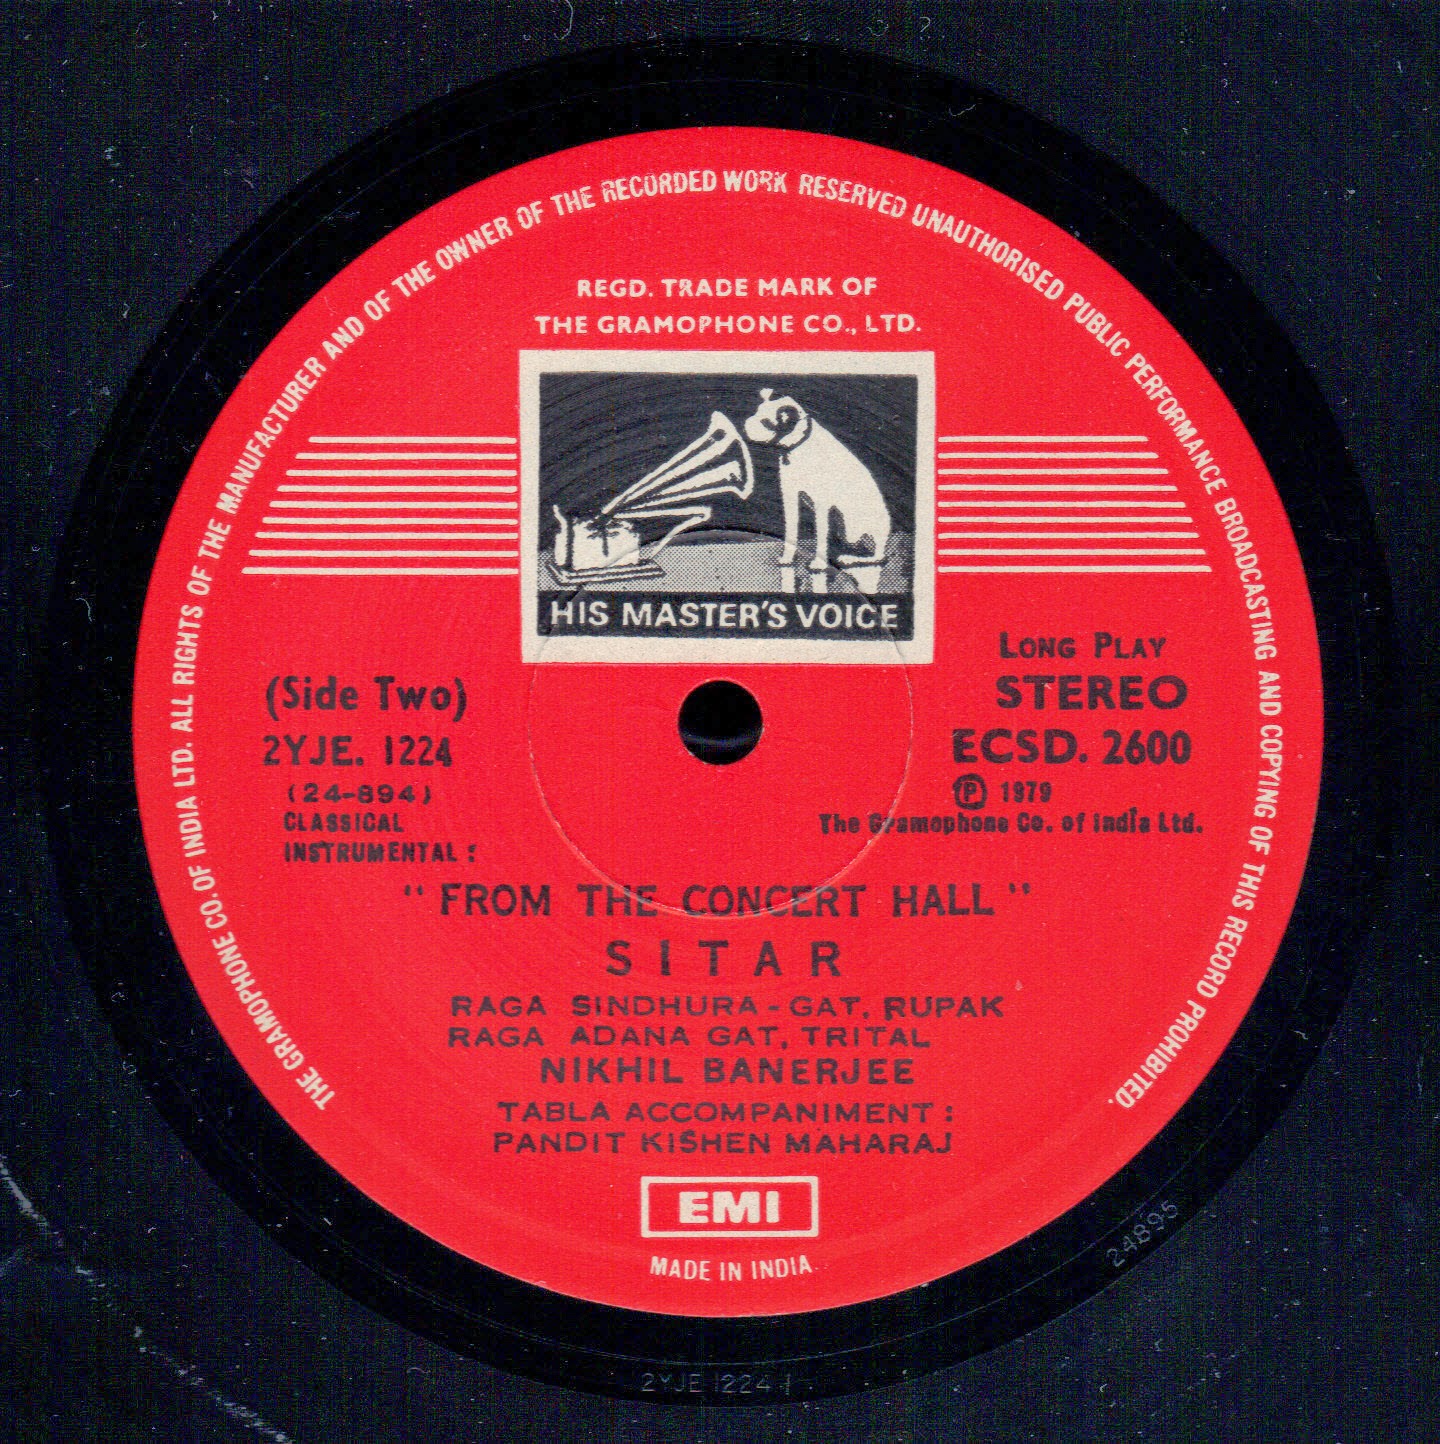 THE GRAMOPHONE CO. OF INDIA LTD. ALL RIGHTS OF THE MANUFACTURER AND OF THE OWNER OF THE RECORDED WORK RESERVED UNAUTHORISED PUBLIC PERFORMANCE BROADCASTING AND COPYING OF THIS RECORD PROHIBITED.
REGD. TRADE MARK OF
THE GRAMOPHONE CO., LTD.
HIS MASTER'S VOICE
(Side Two)
2YJE. 1224
(24-894)
CLASSICAL
INSTRUMENTAL :
LONG PLAY
STEREO
ECSD. 2600
Ⓟ 1979
The Gramophone Co. of India Ltd.
"FROM THE CONCERT HALL"
SITAR
RAGA SINDHURA - GAT, RUPAK
RAGA ADANA GAT, TRITAL
NIKHIL BANERJEE
TABLA ACCOMPANIMENT :
PANDIT KISHEN MAHARAJ
EMI
MADE IN INDIA
24895
2YJE 1224-1